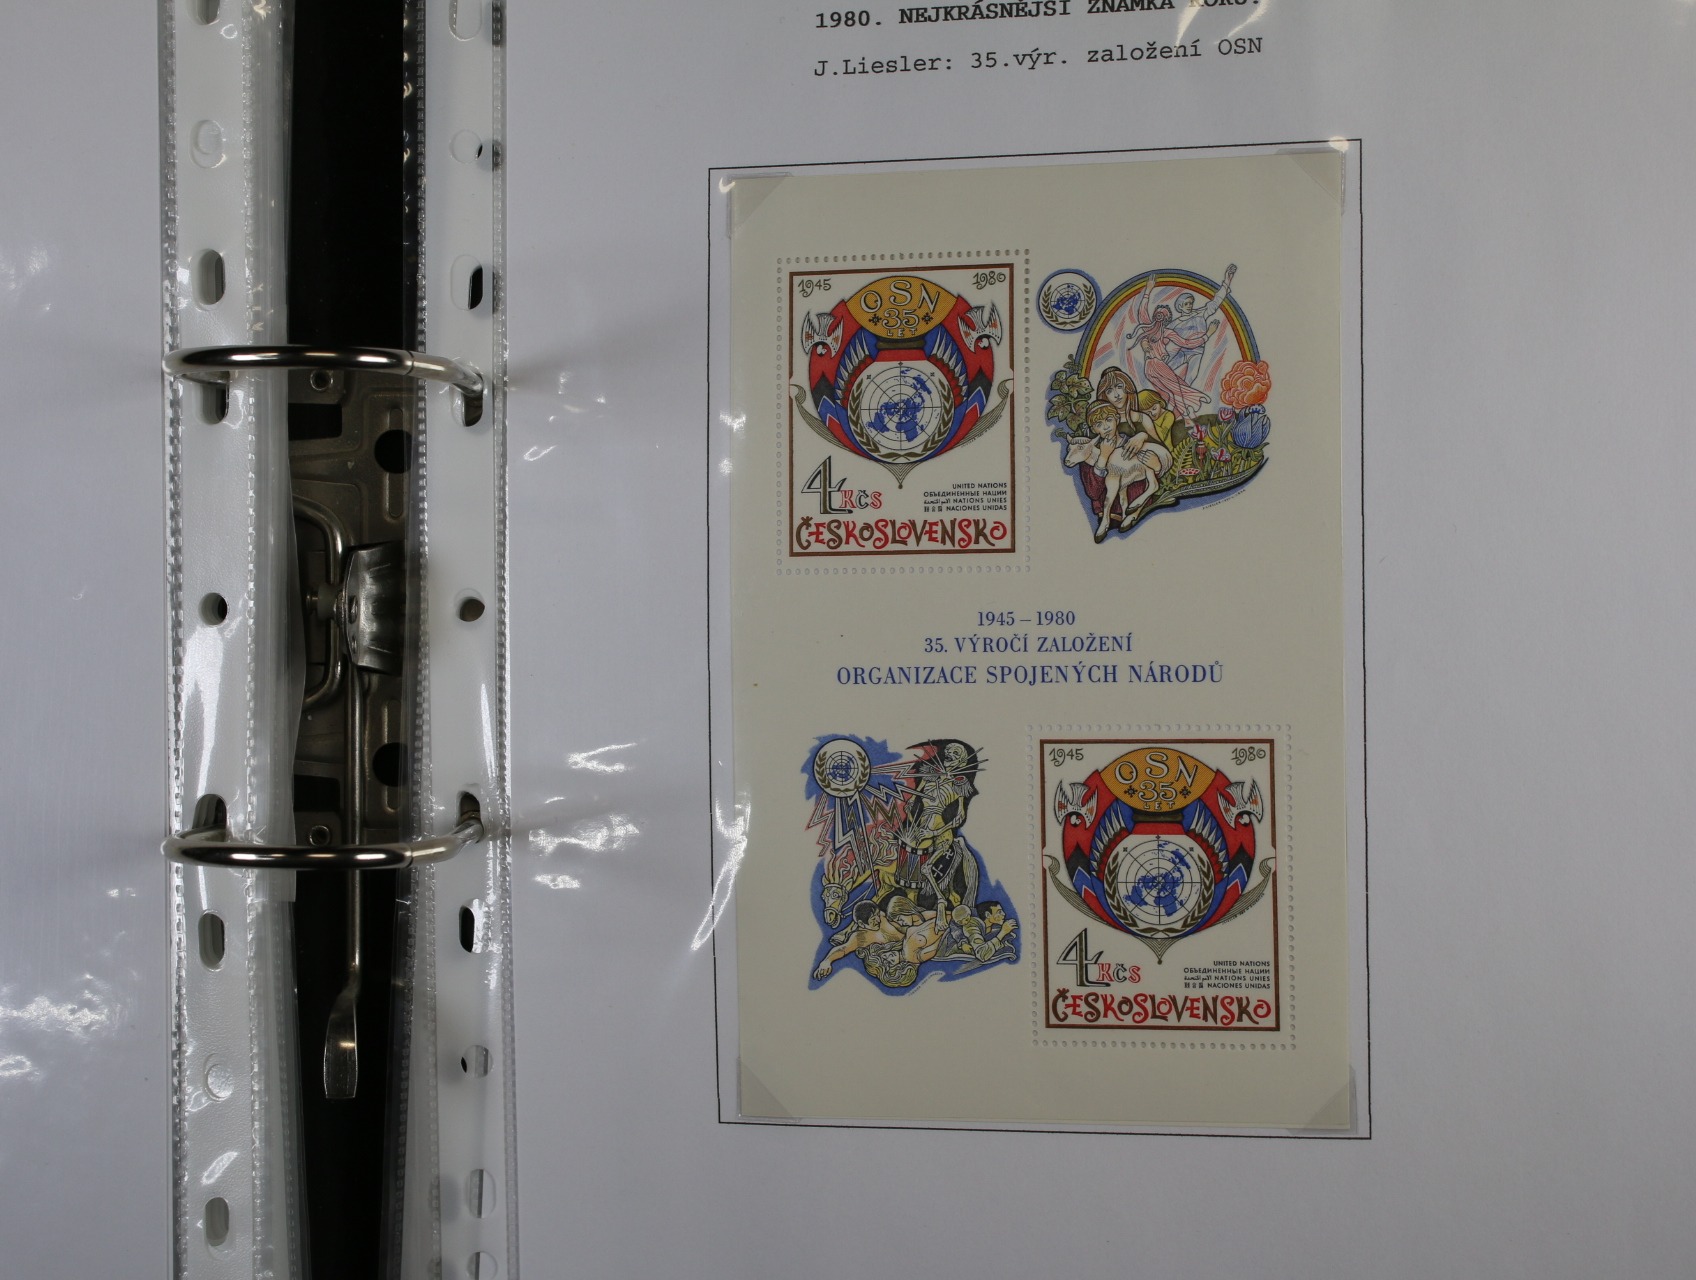 1980. NEJKRÁSNĚJŠÍ ZNÁMKA ROKU.
J.Liesler: 35.výr. založení OSN
1945 1980
OSN
35
LET
4 Kčs
UNITED NATIONS
ОБЪЕДИНЕННЫЕ НАЦИИ
NATIONS UNIES
NACIONES UNIDAS
ČESKOSLOVENSKO
1945 – 1980
35. VÝROČÍ ZALOŽENÍ
ORGANIZACE SPOJENÝCH NÁRODŮ
1945 1980
OSN
35
LET
4 Kčs
UNITED NATIONS
ОБЪЕДИНЕННЫЕ НАЦИИ
NATIONS UNIES
NACIONES UNIDAS
ČESKOSLOVENSKO